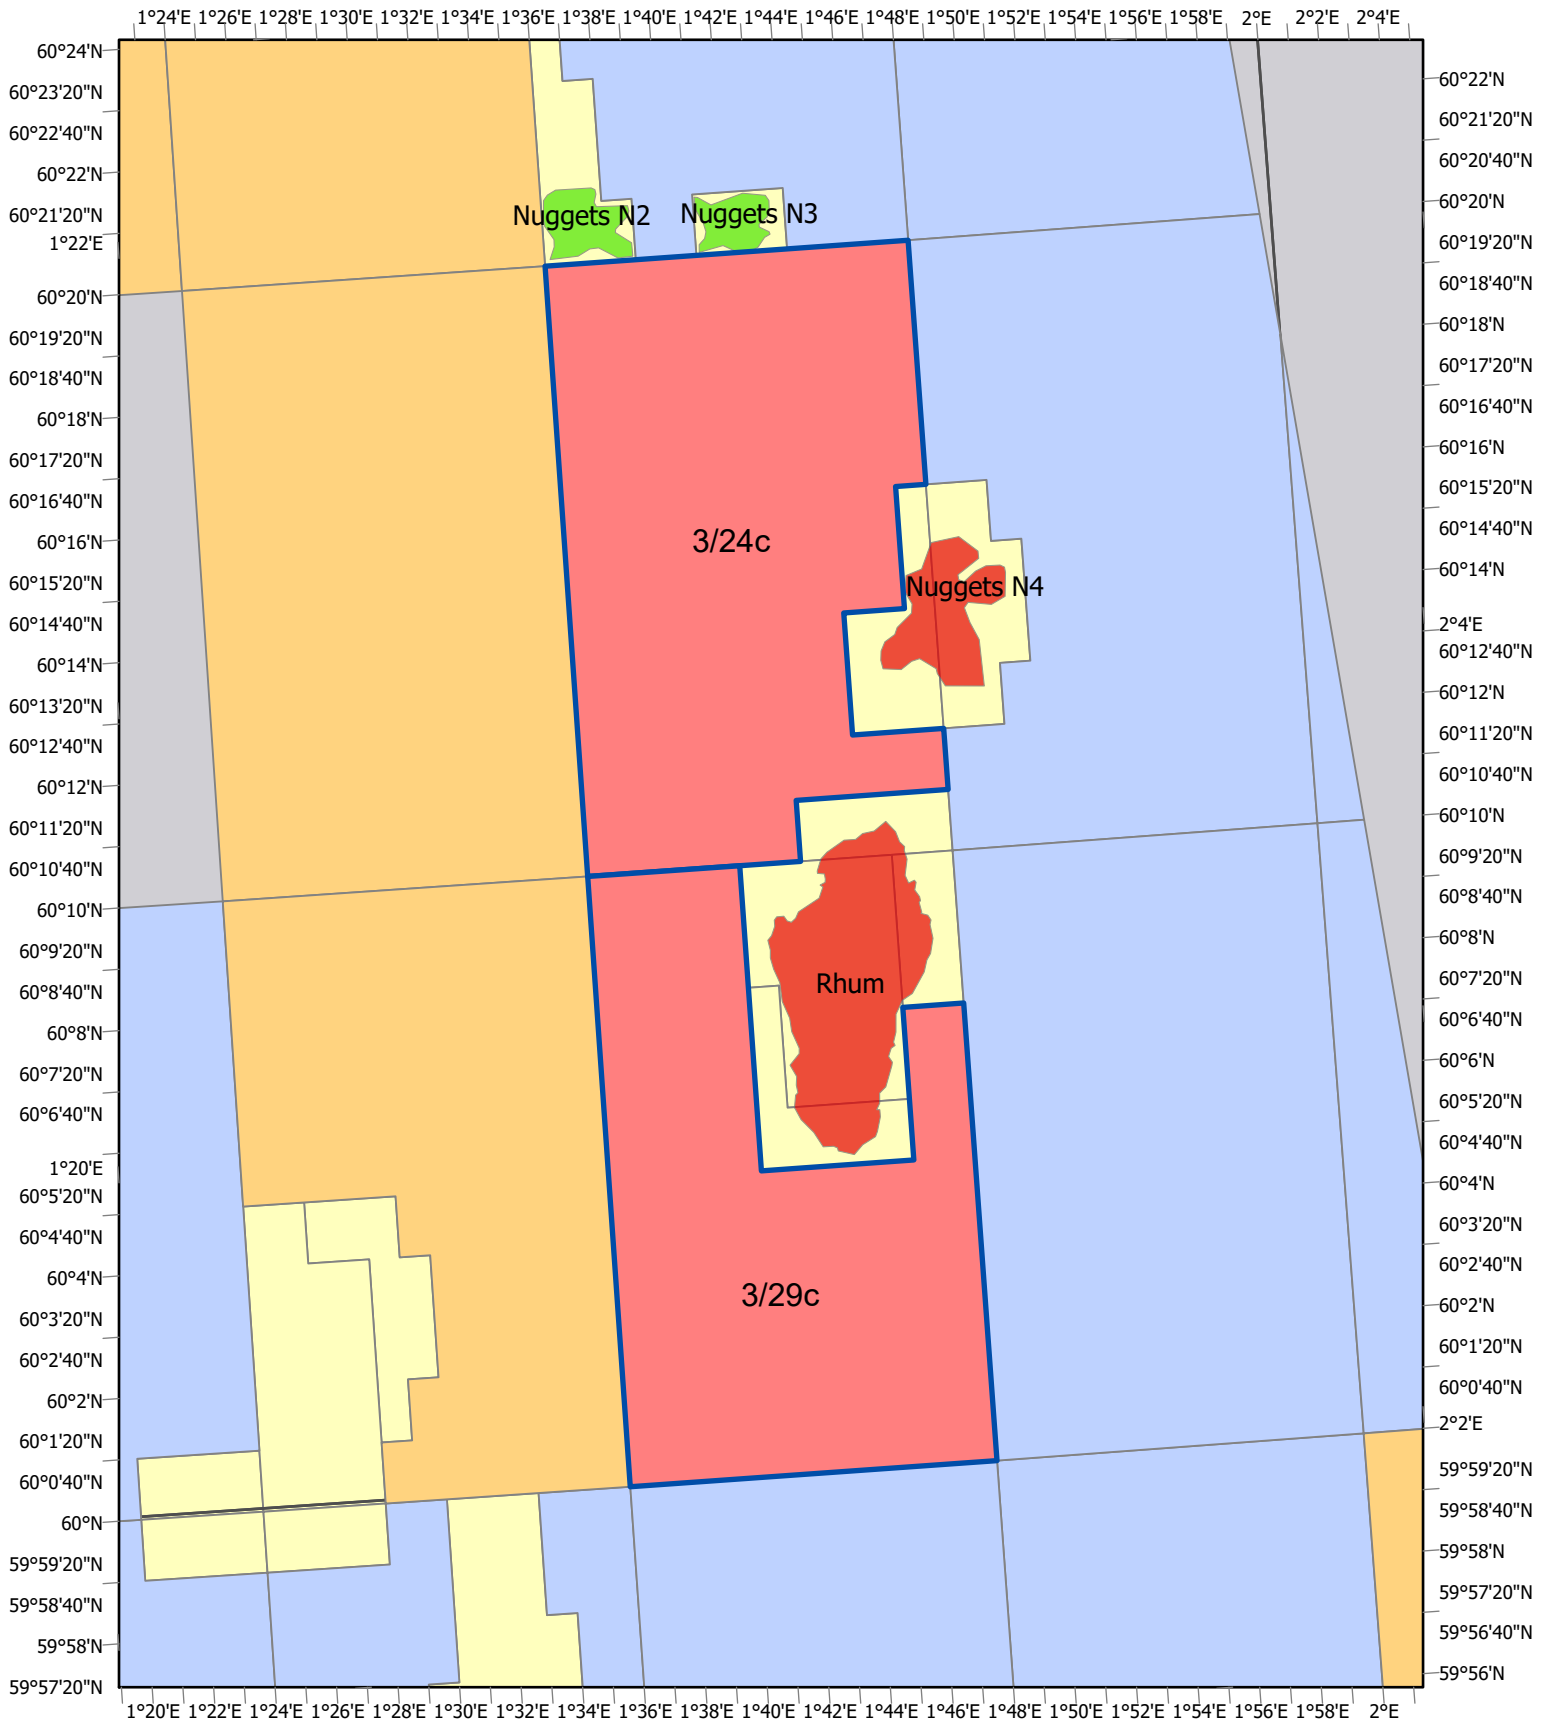 1°24'E 1°26'E 1°28'E 1°30'E 1°32'E 1°34'E 1°36'E 1°38'E 1°40'E 1°42'E 1°44'E 1°46'E 1°48'E 1°50'E 1°52'E 1°54'E 1°56'E 1°58'E 2°E 2°2'E 2°4'E
60°24'N
60°23'20"N
60°22'40"N
60°22'N
60°21'20"N
1°22'E
60°20'N
60°19'20"N
60°18'40"N
60°18'N
60°17'20"N
60°16'40"N
60°16'N
60°15'20"N
60°14'40"N
60°14'N
60°13'20"N
60°12'40"N
60°12'N
60°11'20"N
60°10'40"N
60°10'N
60°9'20"N
60°8'40"N
60°8'N
60°7'20"N
60°6'40"N
1°20'E
60°5'20"N
60°4'40"N
60°4'N
60°3'20"N
60°2'40"N
60°2'N
60°1'20"N
60°0'40"N
60°N
59°59'20"N
59°58'40"N
59°58'N
59°57'20"N
Nuggets N2
Nuggets N3
3/24c
Nuggets N4
Rhum
3/29c
60°22'N
60°21'20"N
60°20'40"N
60°20'N
60°19'20"N
60°18'40"N
60°18'N
60°17'20"N
60°16'40"N
60°16'N
60°15'20"N
60°14'40"N
60°14'N
2°4'E
60°12'40"N
60°12'N
60°11'20"N
60°10'40"N
60°10'N
60°9'20"N
60°8'40"N
60°8'N
60°7'20"N
60°6'40"N
60°6'N
60°5'20"N
60°4'40"N
60°4'N
60°3'20"N
60°2'40"N
60°2'N
60°1'20"N
60°0'40"N
2°2'E
59°59'20"N
59°58'40"N
59°58'N
59°57'20"N
59°56'40"N
59°56'N
1°20'E 1°22'E 1°24'E 1°26'E 1°28'E 1°30'E 1°32'E 1°34'E 1°36'E 1°38'E 1°40'E 1°42'E 1°44'E 1°46'E 1°48'E 1°50'E 1°52'E 1°54'E 1°56'E 1°58'E 2°E